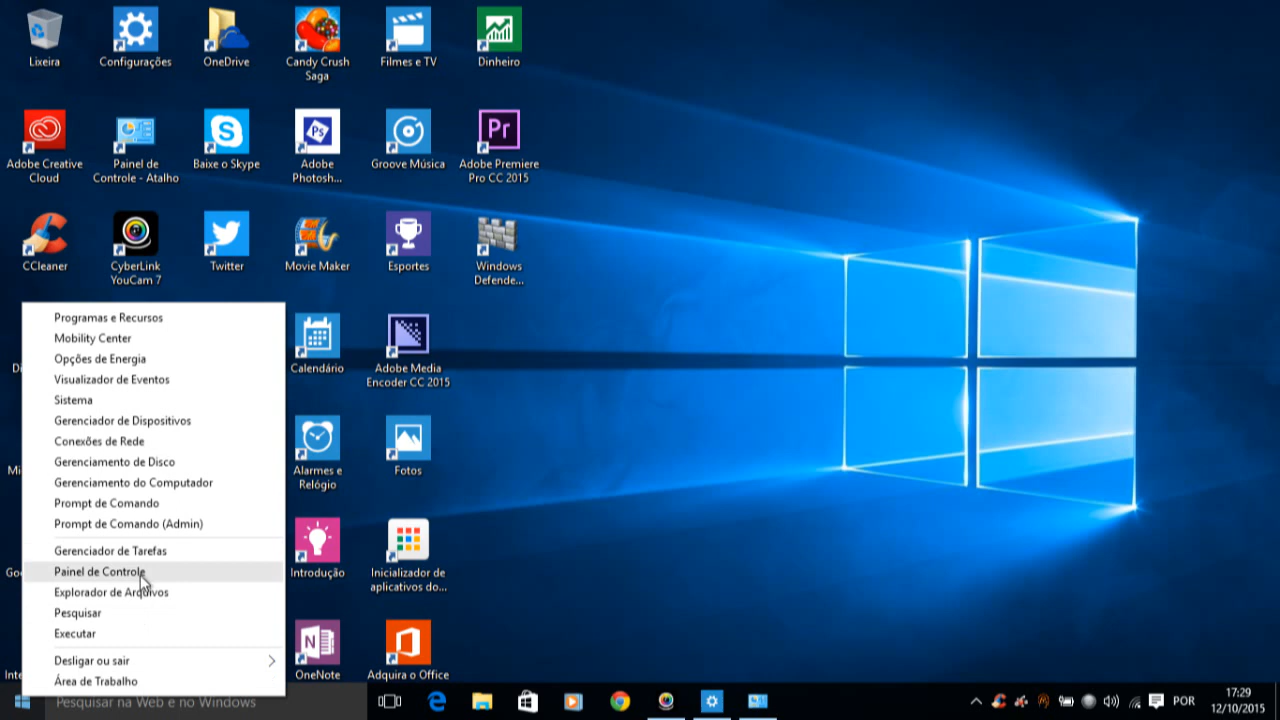 Lixeira
Configurações
OneDrive
Candy Crush
Saga
Filmes e TV
Dinheiro
Adobe Creative
Cloud
Painel de
Controle - Atalho
Baixe o Skype
Ps
Adobe
Photosh...
Groove Música
Pr
Adobe Premiere
Pro CC 2015
CCleaner
CyberLink
YouCam 7
Twitter
Movie Maker
Esportes
Windows
Defende...
Calendário
Adobe Media
Encoder CC 2015
Alarmes e
Relógio
Fotos
Introdução
Inicializador de
aplicativos do...
OneNote
Adquira o Office
Programas e Recursos
Mobility Center
Opções de Energia
Visualizador de Eventos
Sistema
Gerenciador de Dispositivos
Conexões de Rede
Gerenciamento de Disco
Gerenciamento do Computador
Prompt de Comando
Prompt de Comando (Admin)
Gerenciador de Tarefas
Painel de Controle
Explorador de Arquivos
Pesquisar
Executar
Desligar ou sair
Área de Trabalho
Pesquisar na Web e no Windows
POR
17:29
12/10/2015